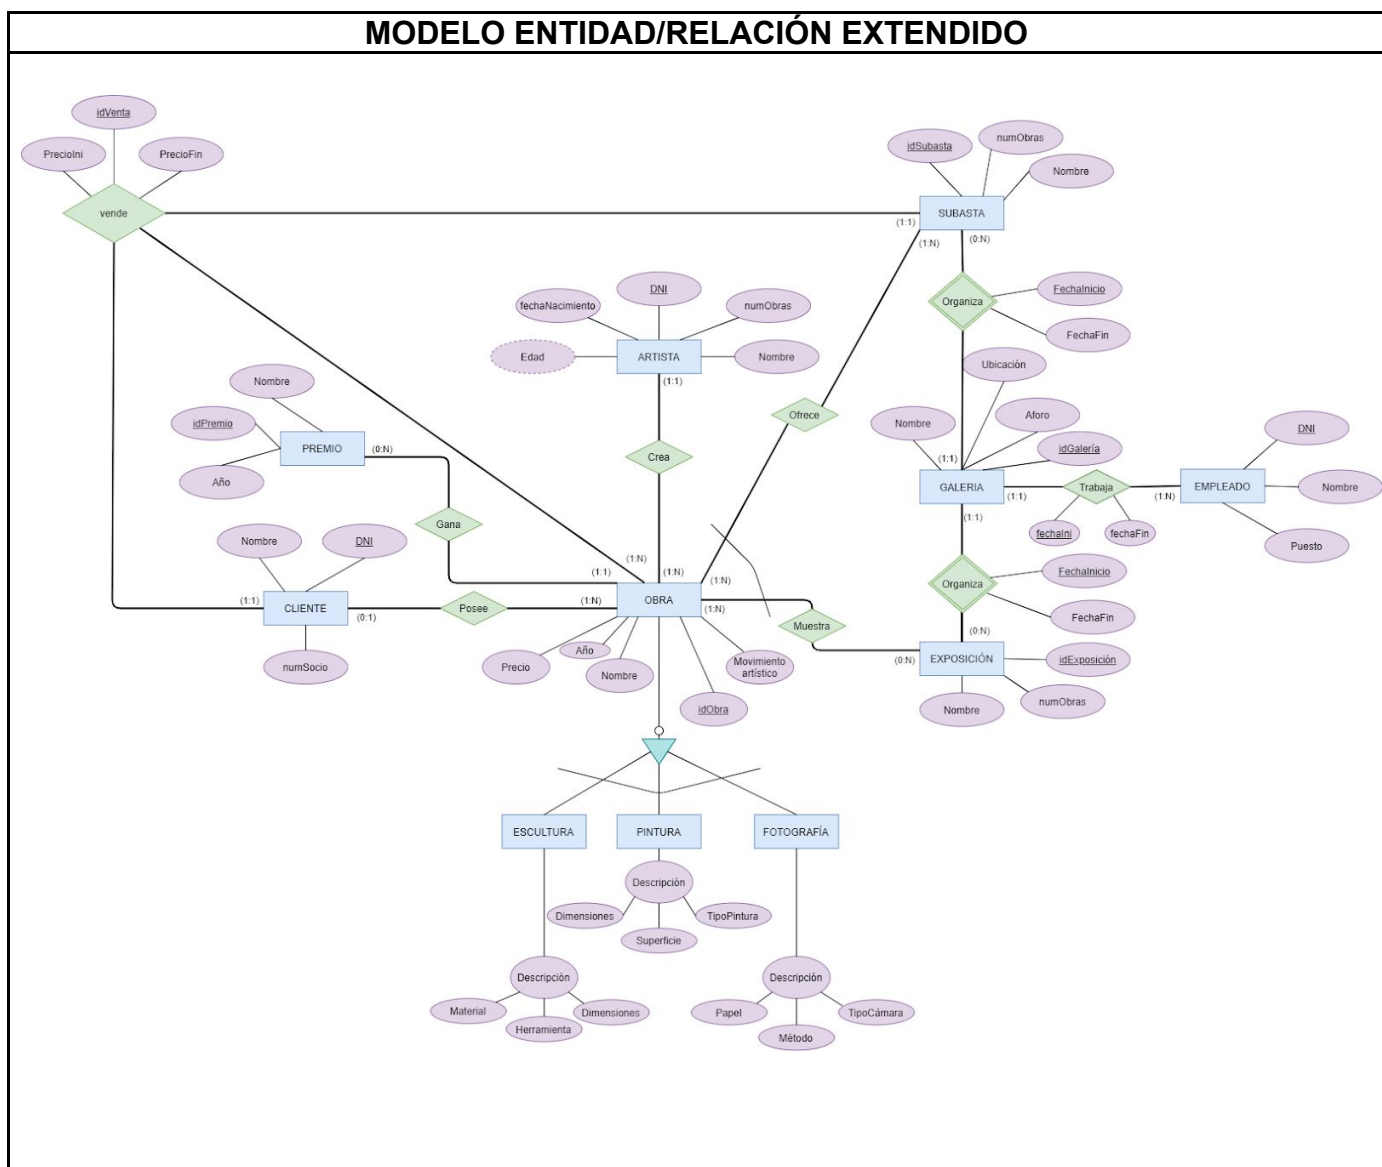 MODELO ENTIDAD/RELACIÓN EXTENDIDO
idVenta
PrecioIni
PrecioFin
vende
idSubasta
numObras
Nombre
SUBASTA
(1:1)
(1:N)
(0:N)
Organiza
FechaInicio
FechaFin
fechaNacimiento
DNI
numObras
Edad
ARTISTA
Nombre
(1:1)
Ofrece
Crea
Nombre
idPremio
PREMIO
(0:N)
Año
Gana
Ubicación
Nombre
Aforo
idGalería
(1:1)
GALERIA
(1:1)
(1:1)
Trabaja
(1:N)
EMPLEADO
DNI
Nombre
Puesto
fechaIni
fechaFin
Nombre
DNI
(1:1)
CLIENTE
(0:1)
numSocio
Posee
(1:N)
(1:1)
(1:N)
(1:N)
(1:N)
OBRA
(1:N)
Muestra
Organiza
FechaInicio
FechaFin
(0:N)
(0:N)
EXPOSICIÓN
idExposición
Nombre
numObras
Precio
Año
Nombre
idObra
Movimiento
artístico
ESCULTURA
PINTURA
FOTOGRAFÍA
Descripción
Dimensiones
TipoPintura
Superficie
Descripción
Material
Herramienta
Dimensiones
Descripción
Papel
Método
TipoCámara